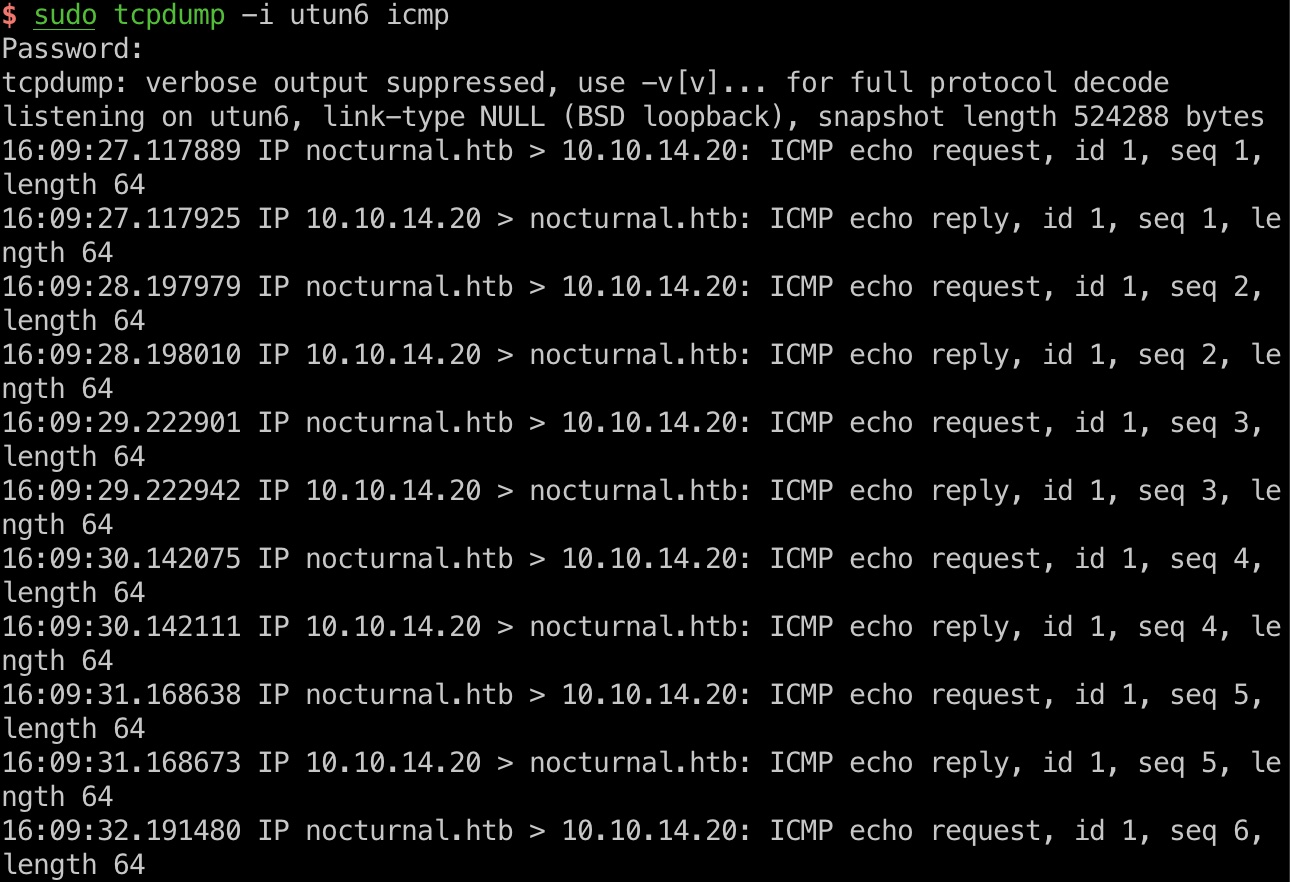 $ sudo tcpdump -i utun6 icmp
Password:
tcpdump: verbose output suppressed, use -v[v]... for full protocol decode
listening on utun6, link-type NULL (BSD loopback), snapshot length 524288 bytes
16:09:27.117889 IP nocturnal.htb > 10.10.14.20: ICMP echo request, id 1, seq 1,
length 64
16:09:27.117925 IP 10.10.14.20 > nocturnal.htb: ICMP echo reply, id 1, seq 1, le
ngth 64
16:09:28.197979 IP nocturnal.htb > 10.10.14.20: ICMP echo request, id 1, seq 2,
length 64
16:09:28.198010 IP 10.10.14.20 > nocturnal.htb: ICMP echo reply, id 1, seq 2, le
ngth 64
16:09:29.222901 IP nocturnal.htb > 10.10.14.20: ICMP echo request, id 1, seq 3,
length 64
16:09:29.222942 IP 10.10.14.20 > nocturnal.htb: ICMP echo reply, id 1, seq 3, le
ngth 64
16:09:30.142075 IP nocturnal.htb > 10.10.14.20: ICMP echo request, id 1, seq 4,
length 64
16:09:30.142111 IP 10.10.14.20 > nocturnal.htb: ICMP echo reply, id 1, seq 4, le
ngth 64
16:09:31.168638 IP nocturnal.htb > 10.10.14.20: ICMP echo request, id 1, seq 5,
length 64
16:09:31.168673 IP 10.10.14.20 > nocturnal.htb: ICMP echo reply, id 1, seq 5, le
ngth 64
16:09:32.191480 IP nocturnal.htb > 10.10.14.20: ICMP echo request, id 1, seq 6,
length 64